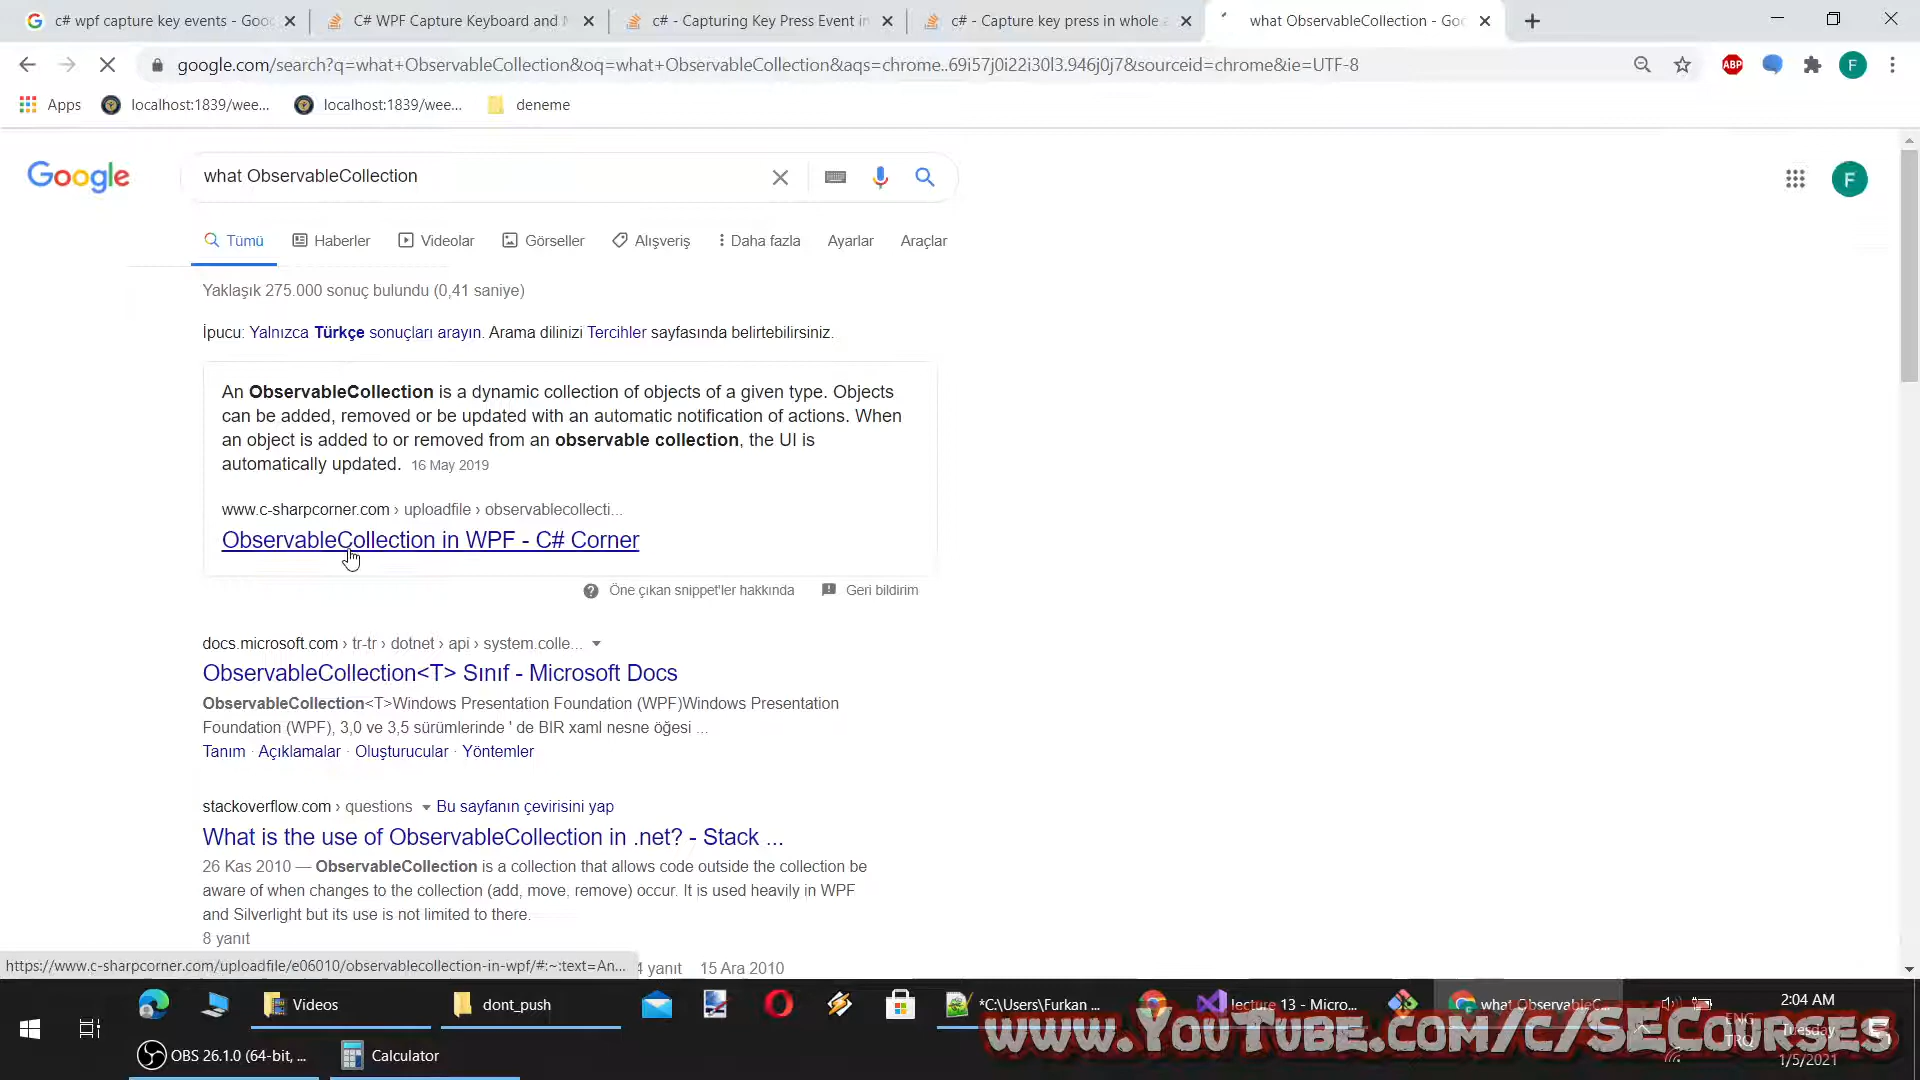 c# wpf capture key events - Goo
C# WPF Capture Keyboard and
c# - Capturing Key Press Event in
c# - Capture key press in whole
what ObservableCollection - Goo
google.com/search?q=what+ObservableCollection&oq=what+ObservableCollection&aqs=chrome..69i57j0i22i30l3.946j0j7&sourceid=chrome&ie=UTF-8
ABP
F
Apps
localhost:1839/wee...
localhost:1839/wee...
deneme
Google
what ObservableCollection
F
Tümü
Haberler
Videolar
Görseller
Alışveriş
Daha fazla
Ayarlar
Araçlar
Yaklaşık 275.000 sonuç bulundu (0,41 saniye)
İpucu: Yalnızca Türkçe sonuçları arayın. Arama dilinizi Tercihler sayfasında belirtebilirsiniz.
An ObservableCollection is a dynamic collection of objects of a given type. Objects
can be added, removed or be updated with an automatic notification of actions. When
an object is added to or removed from an observable collection, the UI is
automatically updated. 16 May 2019
www.c-sharpcorner.com › uploadfile › observablecollecti...
ObservableCollection in WPF - C# Corner
Öne çıkan snippet'ler hakkında
Geri bildirim
docs.microsoft.com › tr-tr › dotnet › api › system.colle...
ObservableCollection<T> Sınıf - Microsoft Docs
ObservableCollection<T>Windows Presentation Foundation (WPF)Windows Presentation
Foundation (WPF), 3,0 ve 3,5 sürümlerinde ' de BIR xaml nesne öğesi ...
Tanım · Açıklamalar · Oluşturucular · Yöntemler
stackoverflow.com › questions
Bu sayfanın çevirisini yap
What is the use of ObservableCollection in .net? - Stack ...
26 Kas 2010 — ObservableCollection is a collection that allows code outside the collection be
aware of when changes to the collection (add, move, remove) occur. It is used heavily in WPF
and Silverlight but its use is not limited to there.
8 yanıt
https://www.c-sharpcorner.com/uploadfile/e06010/observablecollection-in-wpf/#:~:text=An...
4 yanıt
15 Ara 2010
Videos
dont_push
*C:\Users\Furkan ...
lecture 13 - Micro...
what ObservableC...
2:04 AM
ENG
Tuesday
TRQ
1/5/2021
www.YouTube.com/c/SECourses
OBS 26.1.0 (64-bit, ...
Calculator